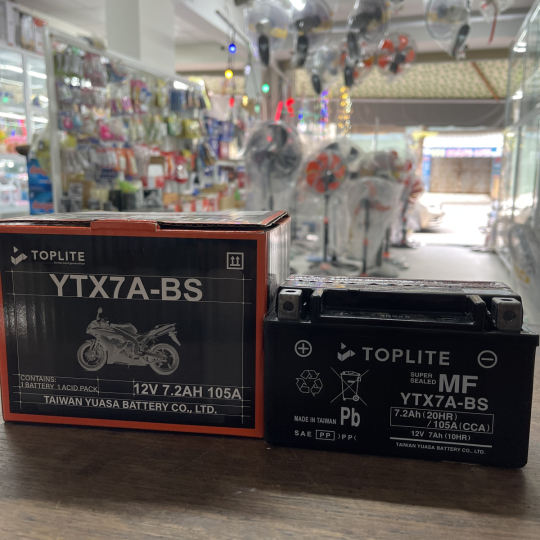 TOPLITE
YTX7A-BS
CONTAINS:
1 BATTERY 1 ACID PACK
12V 7.2AH 105A
TAIWAN YUASA BATTERY CO., LTD.
TOPLITE
SUPER
SEALED MF
YTX7A-BS
7.2Ah(20HR)
/105A(CCA)
12V 7Ah(10HR)
TAIWAN YUASA BATTERY CO., LTD.
Pb
MADE IN TAIWAN
SAE PP )PP(